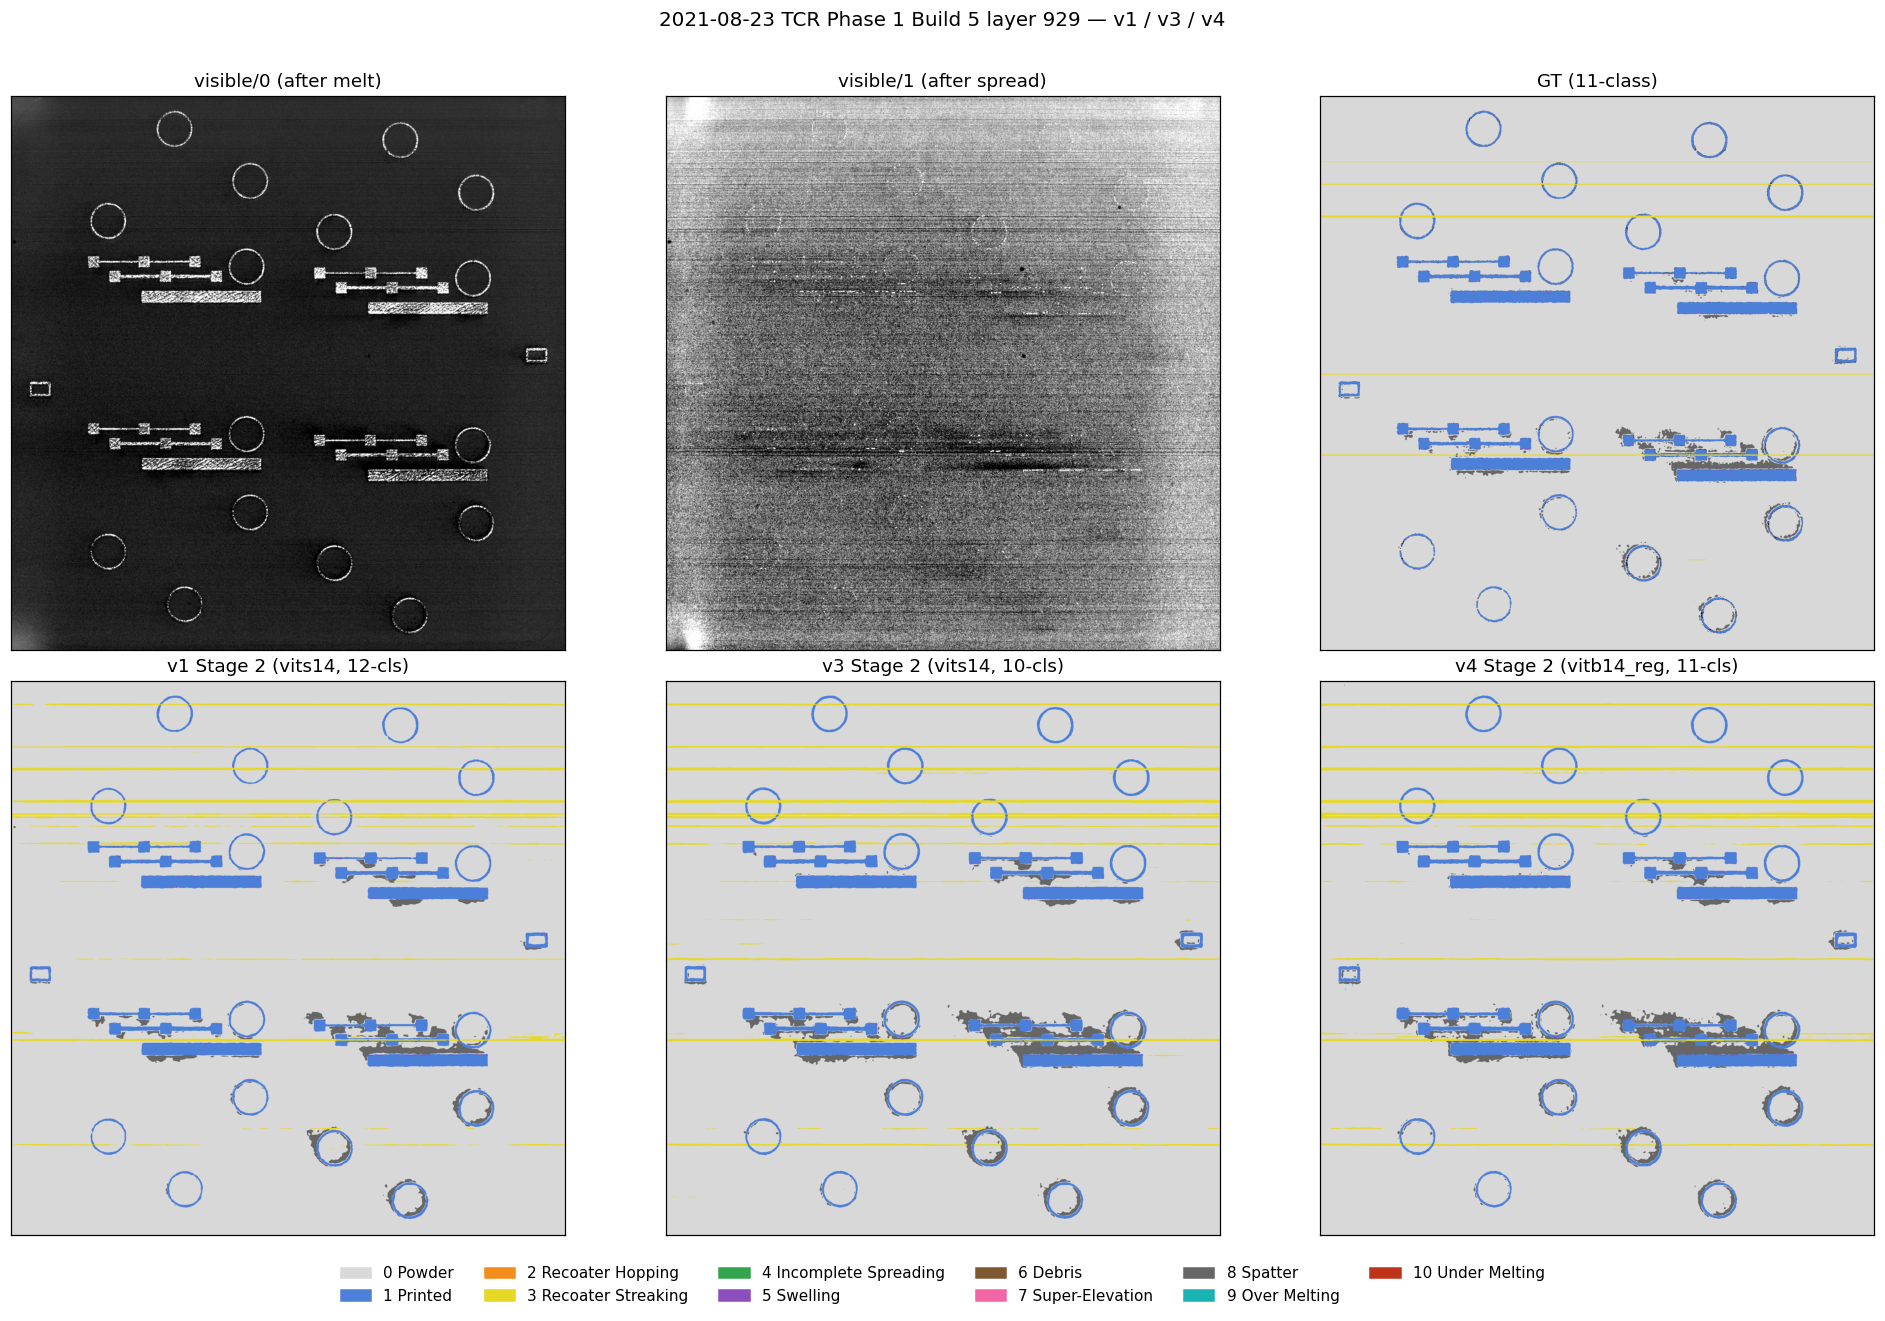 2021-08-23 TCR Phase 1 Build 5 layer 929 — v1 / v3 / v4
visible/0 (after melt)
visible/1 (after spread)
GT (11-class)
v1 Stage 2 (vits14, 12-cls)
v3 Stage 2 (vits14, 10-cls)
v4 Stage 2 (vitb14_reg, 11-cls)
0 Powder
1 Printed
2 Recoater Hopping
3 Recoater Streaking
4 Incomplete Spreading
5 Swelling
6 Debris
7 Super-Elevation
8 Spatter
9 Over Melting
10 Under Melting